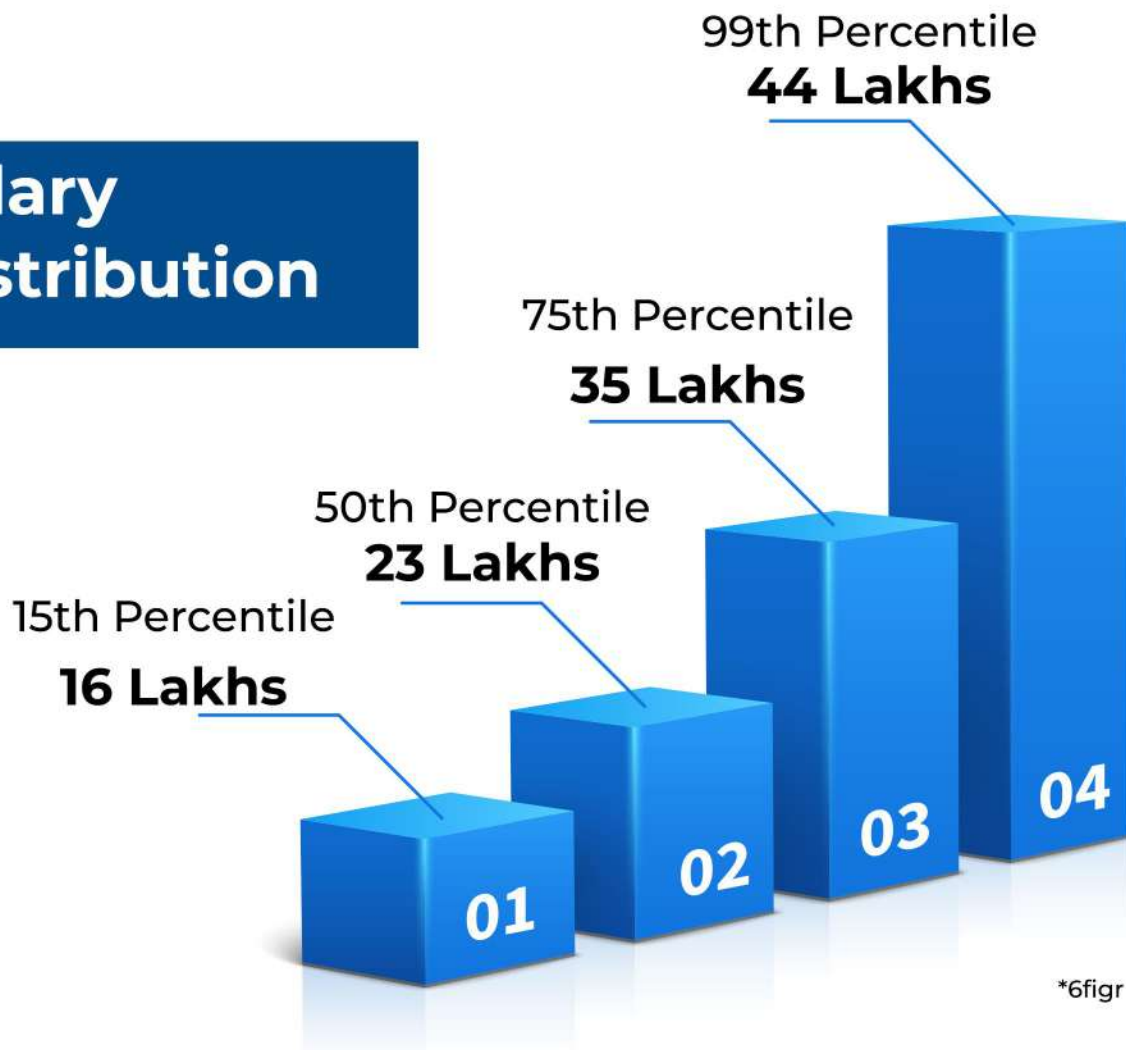 99th Percentile
44 Lakhs
lary
stribution
75th Percentile
35 Lakhs
50th Percentile
23 Lakhs
15th Percentile
16 Lakhs
04
03
02
01
*6figr